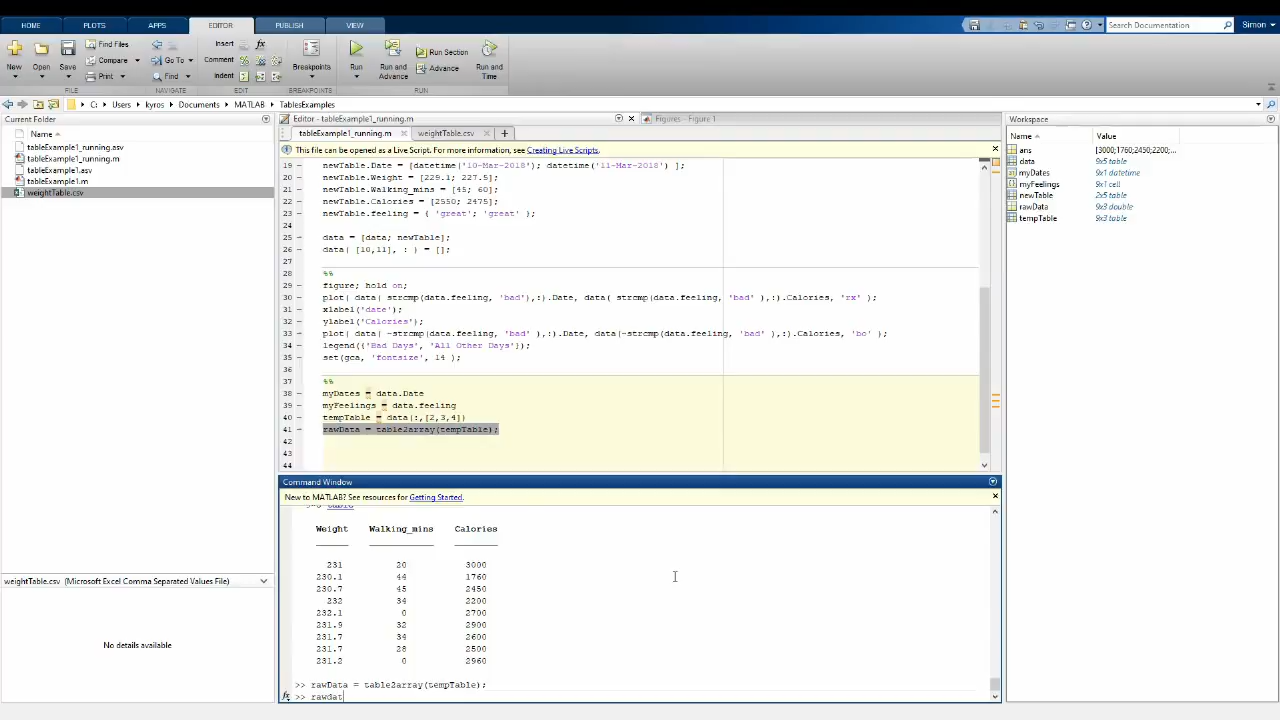 HOME PLOTS APPS EDITOR PUBLISH VIEW Search Documentation Simon
New Open Save Find Files Compare Print Go To Find Insert Comment Indent fx Breakpoints Run Run and Advance Run Section Advance Run and Time
FILE NAVIGATE EDIT BREAKPOINTS RUN
C: Users kyros Documents MATLAB TablesExamples
Current Folder
Name
tableExample1_running.asv
tableExample1_running.m
tableExample1.asv
tableExample1.m
weightTable.csv
weightTable.csv (Microsoft Excel Comma Separated Values File)
No details available
Editor - tableExample1_running.m Figures - Figure 1
tableExample1_running.m weightTable.csv
This file can be opened as a Live Script. For more information, see Creating Live Scripts.
19 newTable.Date = [datetime('10-Mar-2018'); datetime('11-Mar-2018') ];
20 newTable.Weight = [229.1; 227.5];
21 newTable.Walking_mins = [45; 60];
22 newTable.Calories = [2550; 2475];
23 newTable.feeling = { 'great'; 'great' };
24
25 data = [data; newTable];
26 data( [10,11], : ) = [];
27
28 %%
29 figure; hold on;
30 plot( data( strcmp(data.feeling, 'bad'),:).Date, data( strcmp(data.feeling, 'bad' ),:).Calories, 'rx' );
31 xlabel('date');
32 ylabel('Calories');
33 plot( data( ~strcmp(data.feeling, 'bad' ),:).Date, data(~strcmp(data.feeling, 'bad' ),:).Calories, 'bo' );
34 legend({'Bad Days', 'All Other Days'});
35 set(gca, 'fontsize', 14 );
36
37 %%
38 myDates = data.Date
39 myFeelings = data.feeling
40 tempTable = data(:,[2,3,4])
41 rawData = table2array(tempTable);
42
43
44
Command Window
New to MATLAB? See resources for Getting Started.
table
Weight Walking_mins Calories
231 20 3000
230.1 44 1760
230.7 45 2450
232 34 2200
232.1 0 2700
231.9 32 2900
231.7 34 2600
231.7 28 2500
231.2 0 2960
>> rawData = table2array(tempTable);
fx >> rawdat
Workspace
Name Value
ans [3000;1760;2450;2200;...
data 9x5 table
myDates 9x1 datetime
myFeelings 9x1 cell
newTable 2x5 table
rawData 9x3 double
tempTable 9x3 table